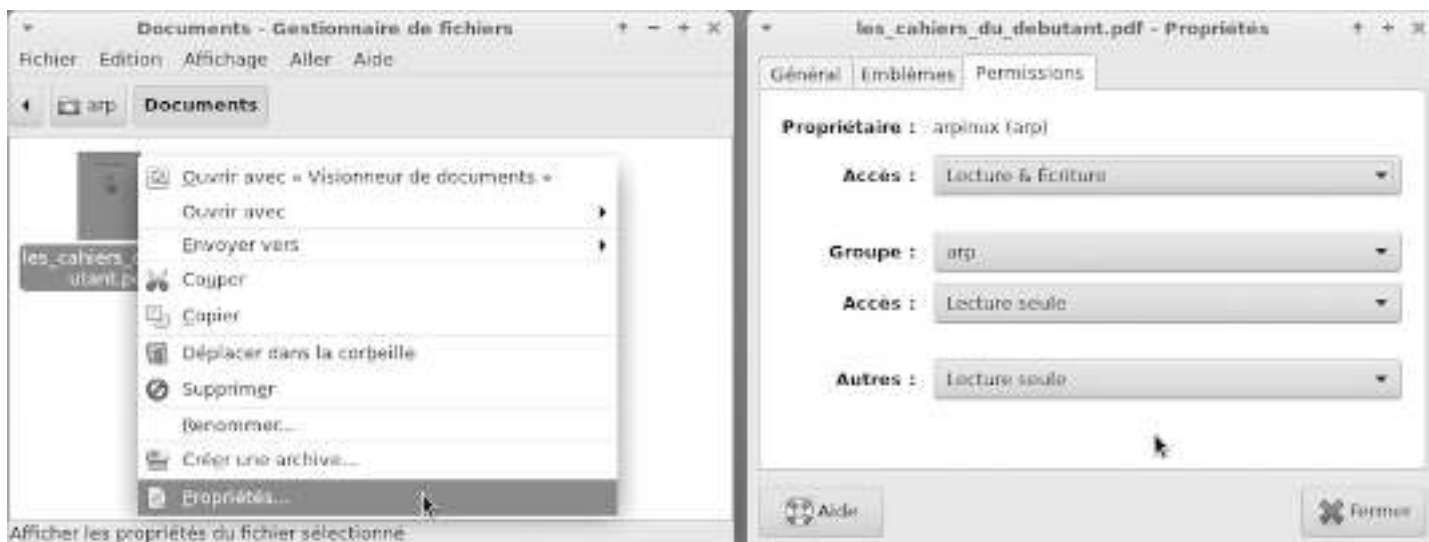 Documents - Gestionnaire de fichiers
Fichier Edition Affichage Aller Aide
arp Documents
les_cahiers_
utant.p
Ouvrir avec « Visionneur de documents »
Ouvrir avec
Envoyer vers
Couper
Copier
Déplacer dans la corbeille
Supprimer
Renommer...
Créer une archive...
Propriétés...
Afficher les propriétés du fichier sélectionné
les_cahiers_du_debutant.pdf - Propriétés
Général Emblèmes Permissions
Propriétaire : arpinux (arp)
Accès : Lecture & Écriture
Groupe : arp
Accès : Lecture seule
Autres : Lecture seule
Aide Fermer